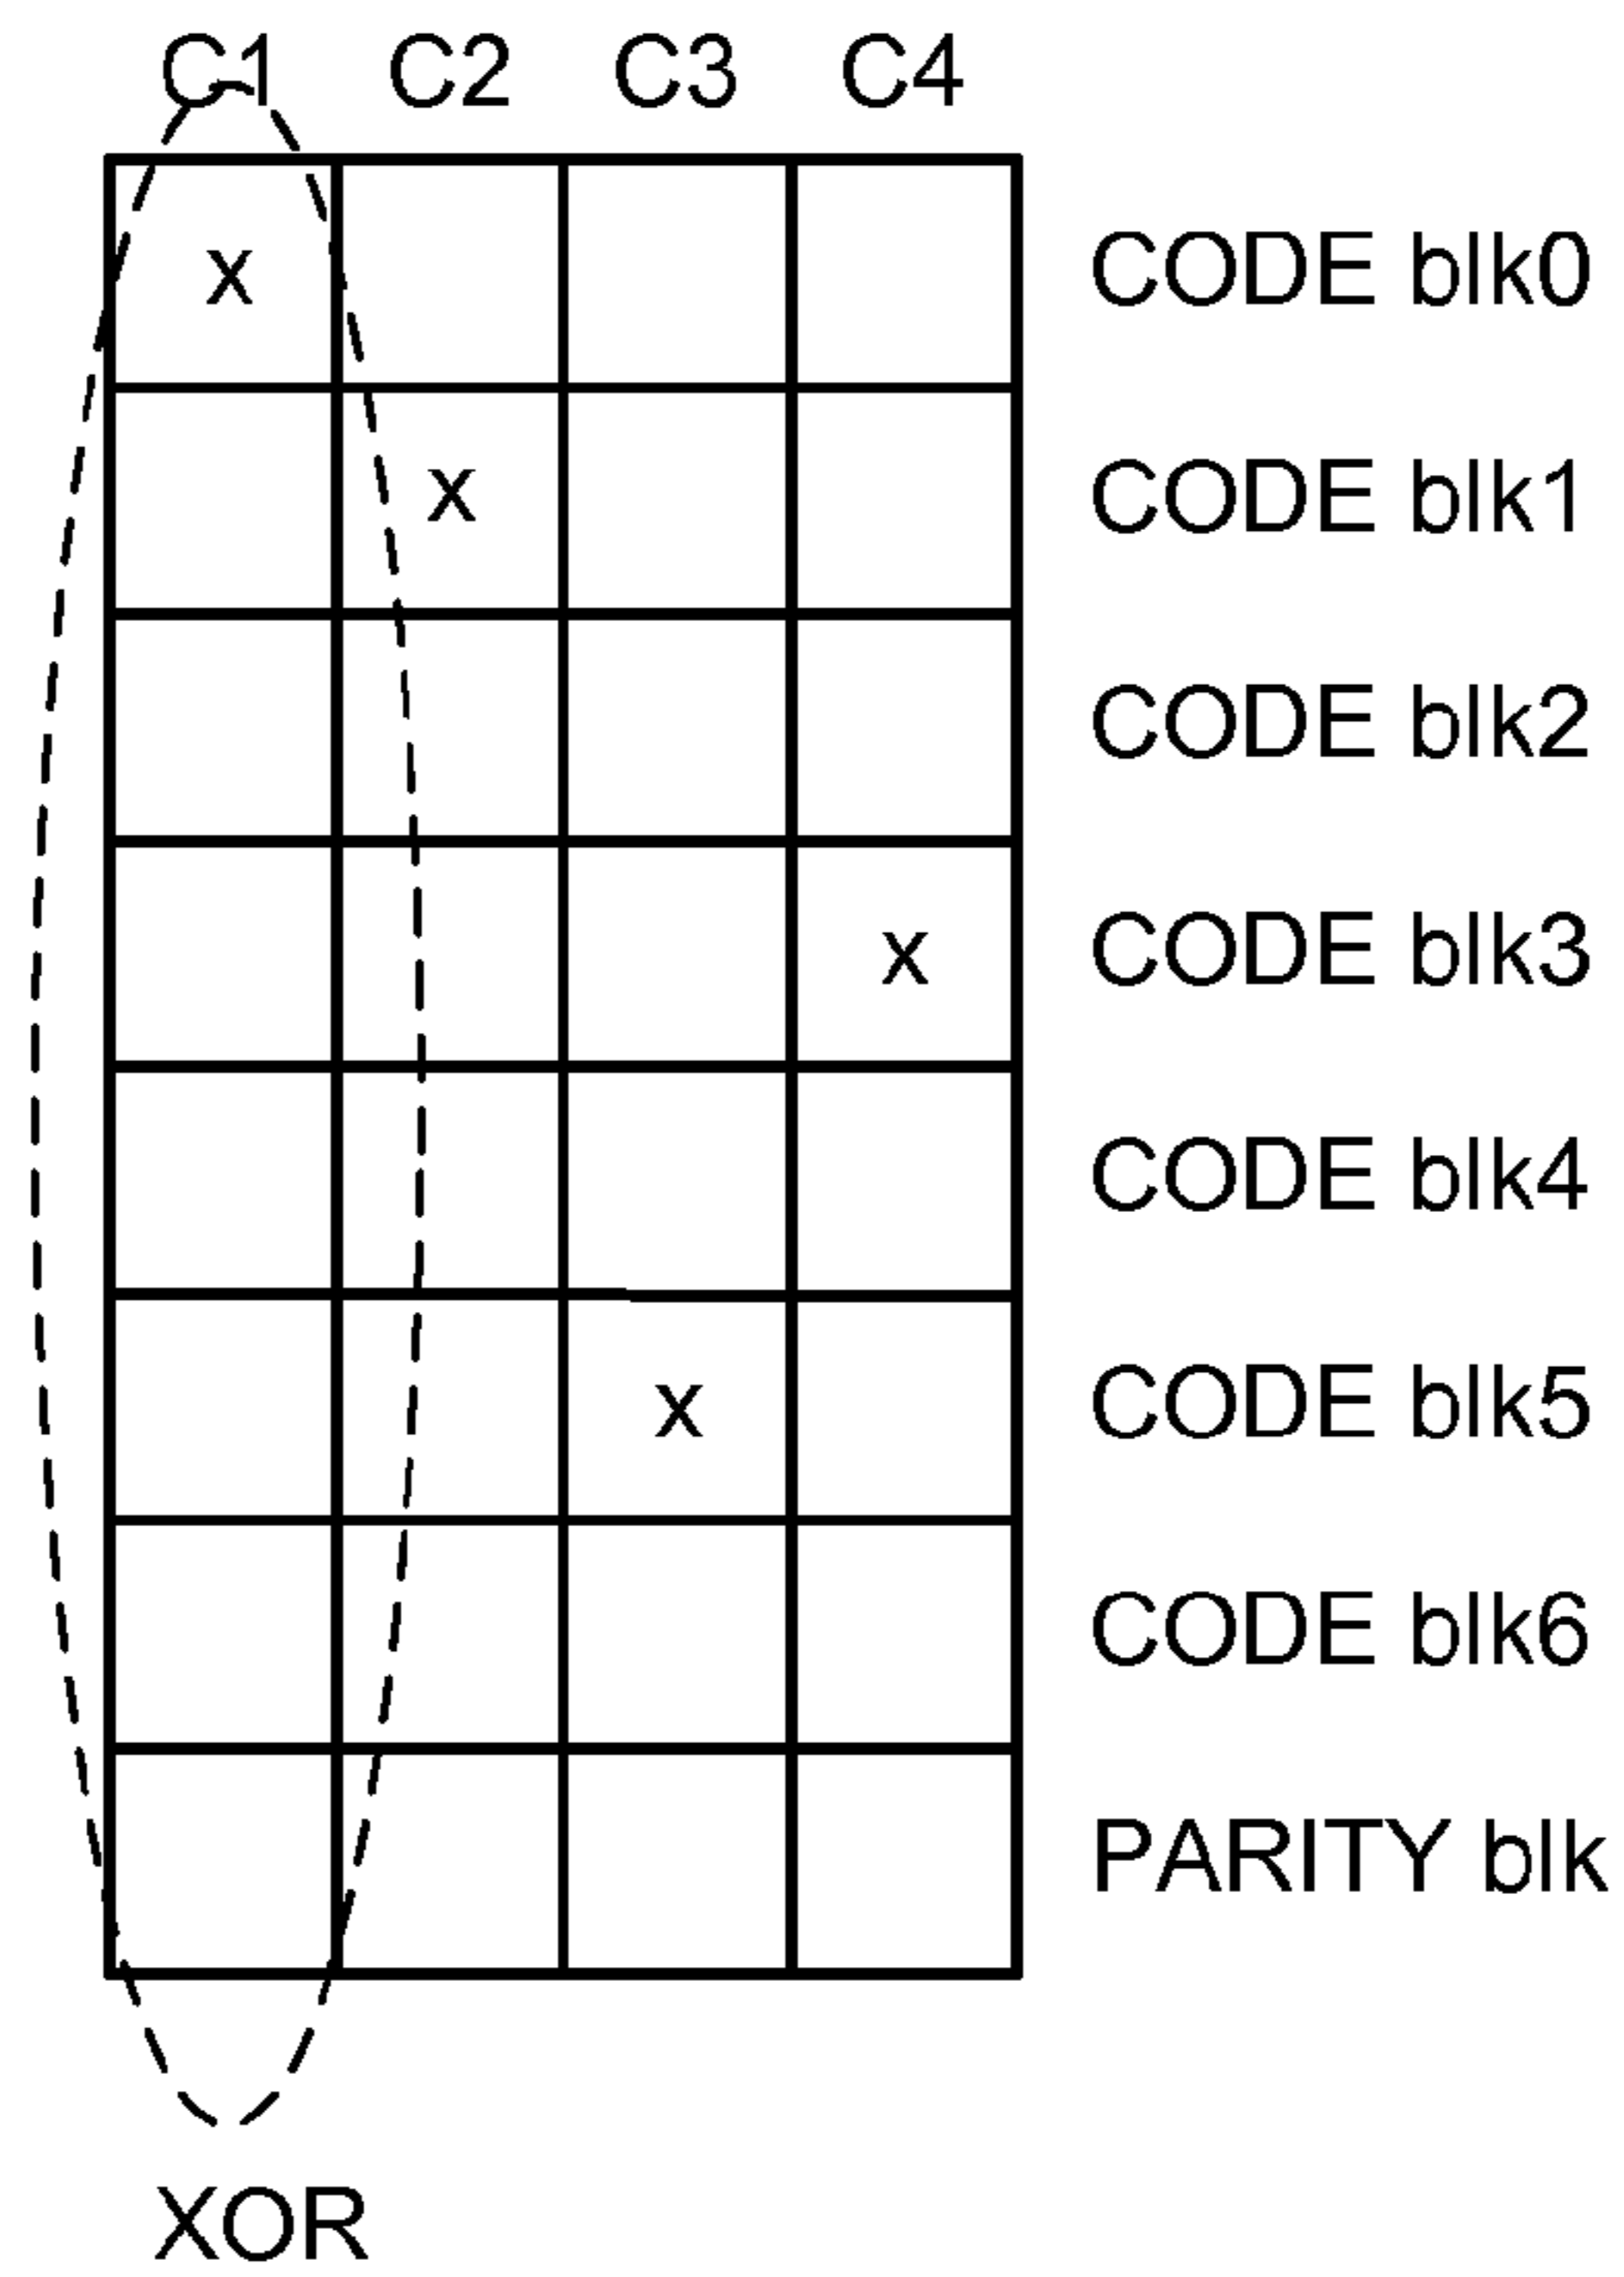 C1 C2 C3 C4
x CODE blk0
x CODE blk1
CODE blk2
x CODE blk3
CODE blk4
x CODE blk5
CODE blk6
PARITY blk
XOR